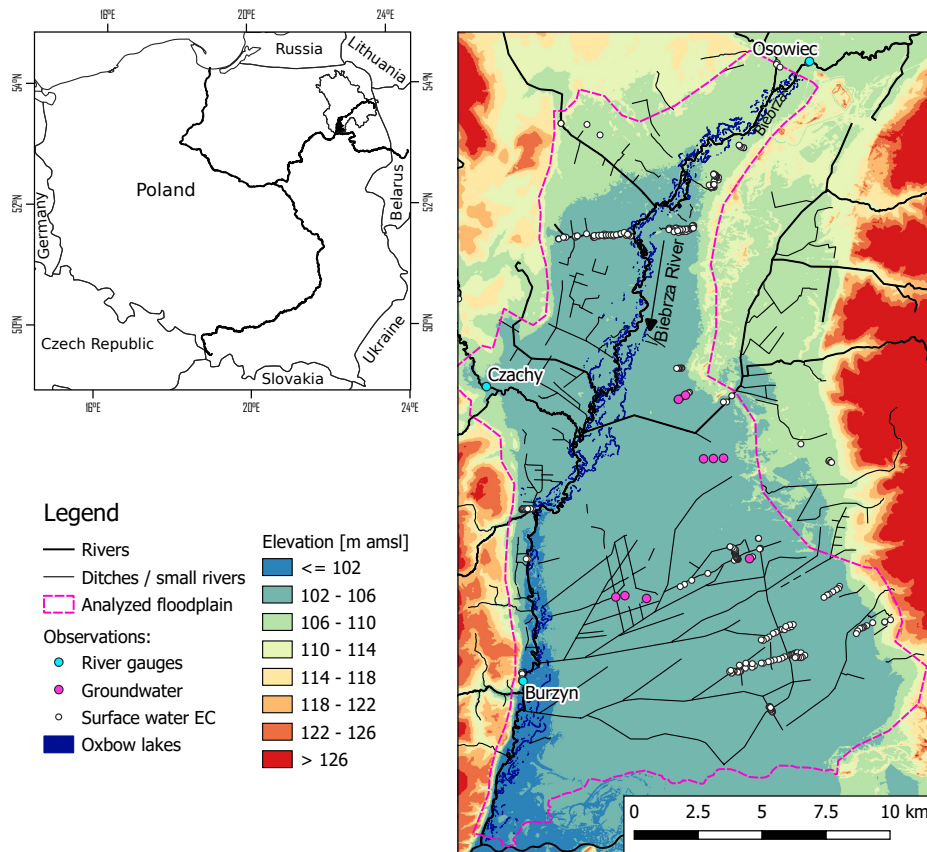 16°E 20°E 24°E
Russia
Lithuania
54°N
54°N
Poland
Belarus
52°N
52°N
Germany
50°N
50°N
Czech Republic
Ukraine
Slovakia
16°E 20°E 24°E
Osowiec
Biebrza
Biebrza River
Czachy
Burzyn
Legend
Rivers
Ditches / small rivers
Analyzed floodplain
Observations:
River gauges
Groundwater
Surface water EC
Oxbow lakes
Elevation [m amsl]
<= 102
102 - 106
106 - 110
110 - 114
114 - 118
118 - 122
122 - 126
> 126
0 2.5 5 7.5 10 km